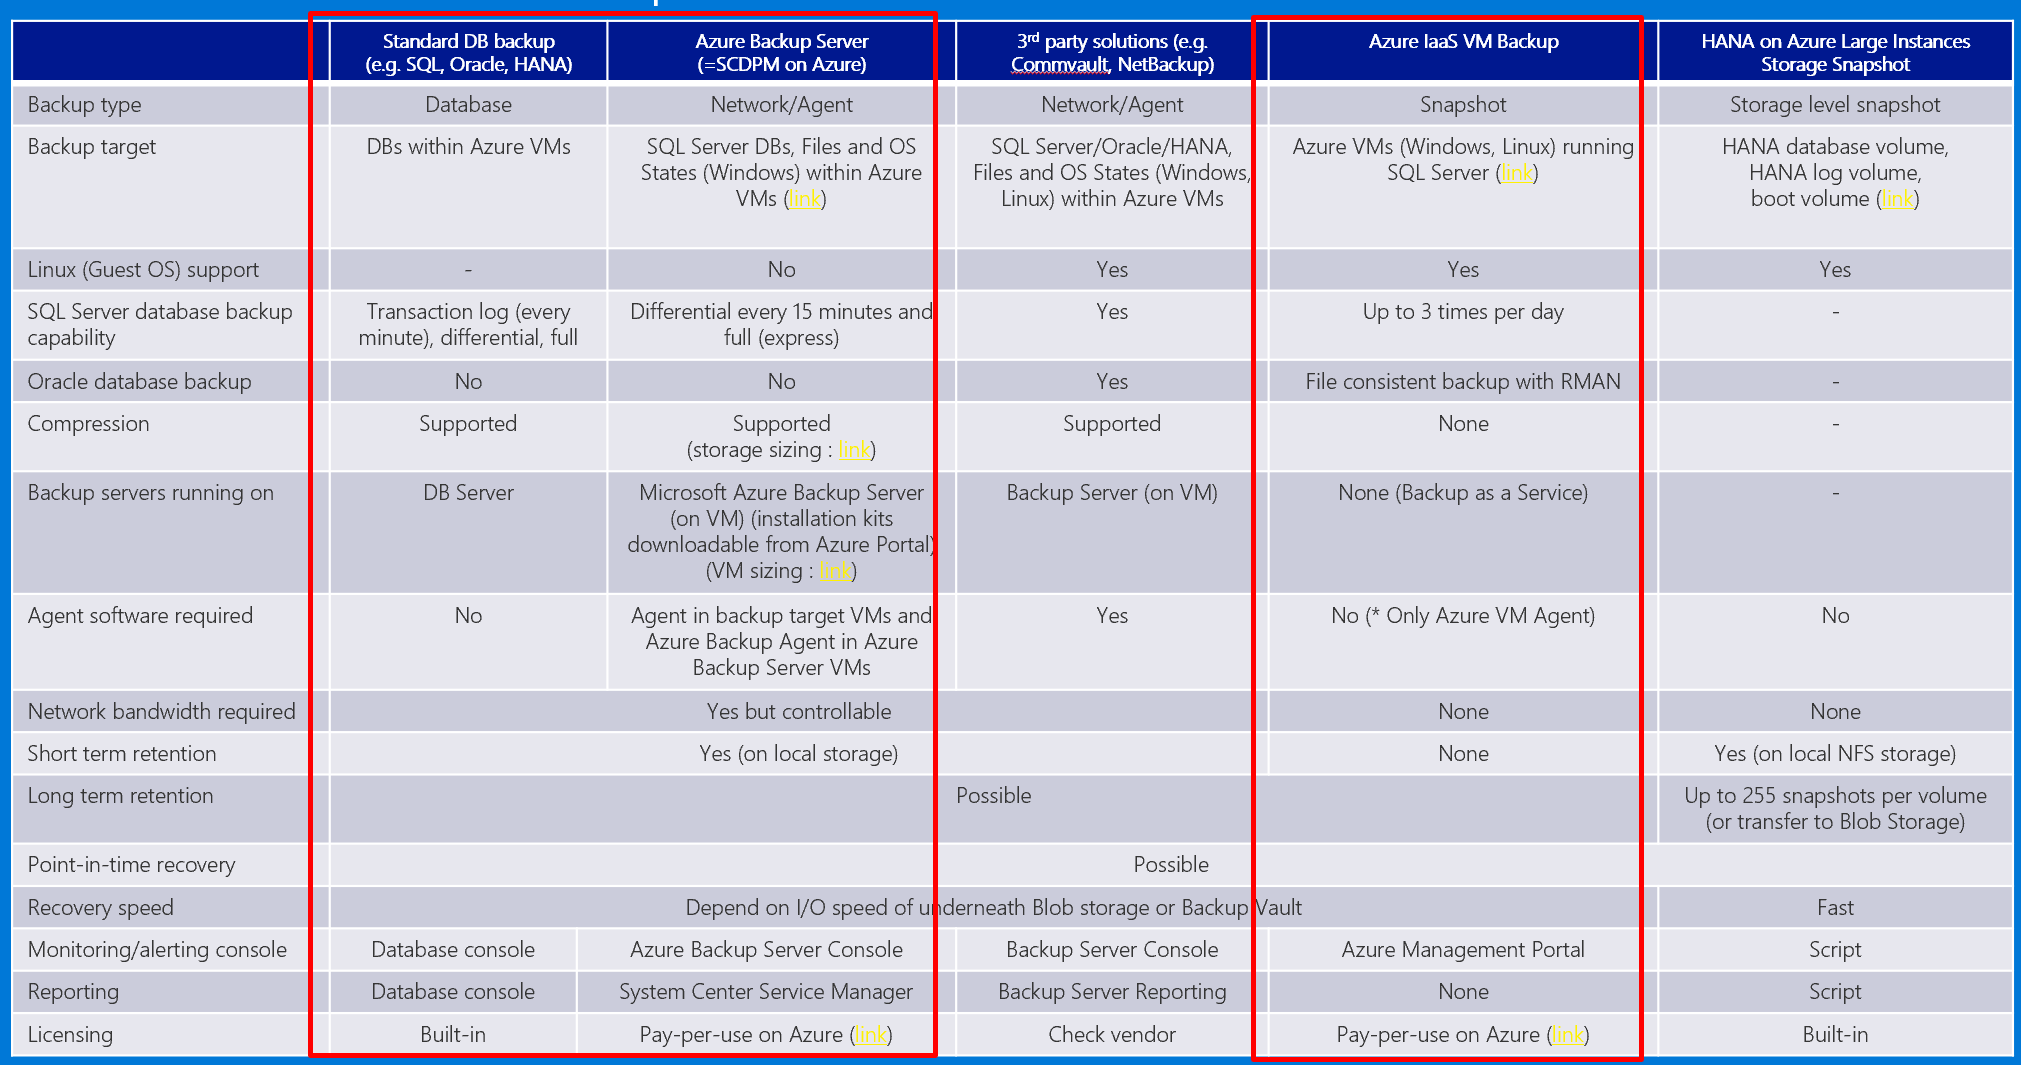 Standard DB backup
(e.g. SQL, Oracle, HANA)
Azure Backup Server
(=SCDPM on Azure)
3rd party solutions (e.g.
Commvault, NetBackup)
Azure IaaS VM Backup
HANA on Azure Large Instances
Storage Snapshot
Backup type
Database
Network/Agent
Network/Agent
Snapshot
Storage level snapshot
Backup target
DBs within Azure VMs
SQL Server DBs, Files and OS
States (Windows) within Azure
VMs (link)
SQL Server/Oracle/HANA,
Files and OS States (Windows,
Linux) within Azure VMs
Azure VMs (Windows, Linux) running
SQL Server (link)
HANA database volume,
HANA log volume,
boot volume (link)
Linux (Guest OS) support
-
No
Yes
Yes
Yes
SQL Server database backup
capability
Transaction log (every
minute), differential, full
Differential every 15 minutes and
full (express)
Yes
Up to 3 times per day
-
Oracle database backup
No
No
Yes
File consistent backup with RMAN
-
Compression
Supported
Supported
(storage sizing : link)
Supported
None
-
Backup servers running on
DB Server
Microsoft Azure Backup Server
(on VM) (installation kits
downloadable from Azure Portal)
(VM sizing : link)
Backup Server (on VM)
None (Backup as a Service)
-
Agent software required
No
Agent in backup target VMs and
Azure Backup Agent in Azure
Backup Server VMs
Yes
No (* Only Azure VM Agent)
No
Network bandwidth required
Yes but controllable
None
None
Short term retention
Yes (on local storage)
None
Yes (on local NFS storage)
Long term retention
Possible
Up to 255 snapshots per volume
(or transfer to Blob Storage)
Point-in-time recovery
Possible
Recovery speed
Depend on I/O speed of underneath Blob storage or Backup Vault
Fast
Monitoring/alerting console
Database console
Azure Backup Server Console
Backup Server Console
Azure Management Portal
Script
Reporting
Database console
System Center Service Manager
Backup Server Reporting
None
Script
Licensing
Built-in
Pay-per-use on Azure (link)
Check vendor
Pay-per-use on Azure (link)
Built-in